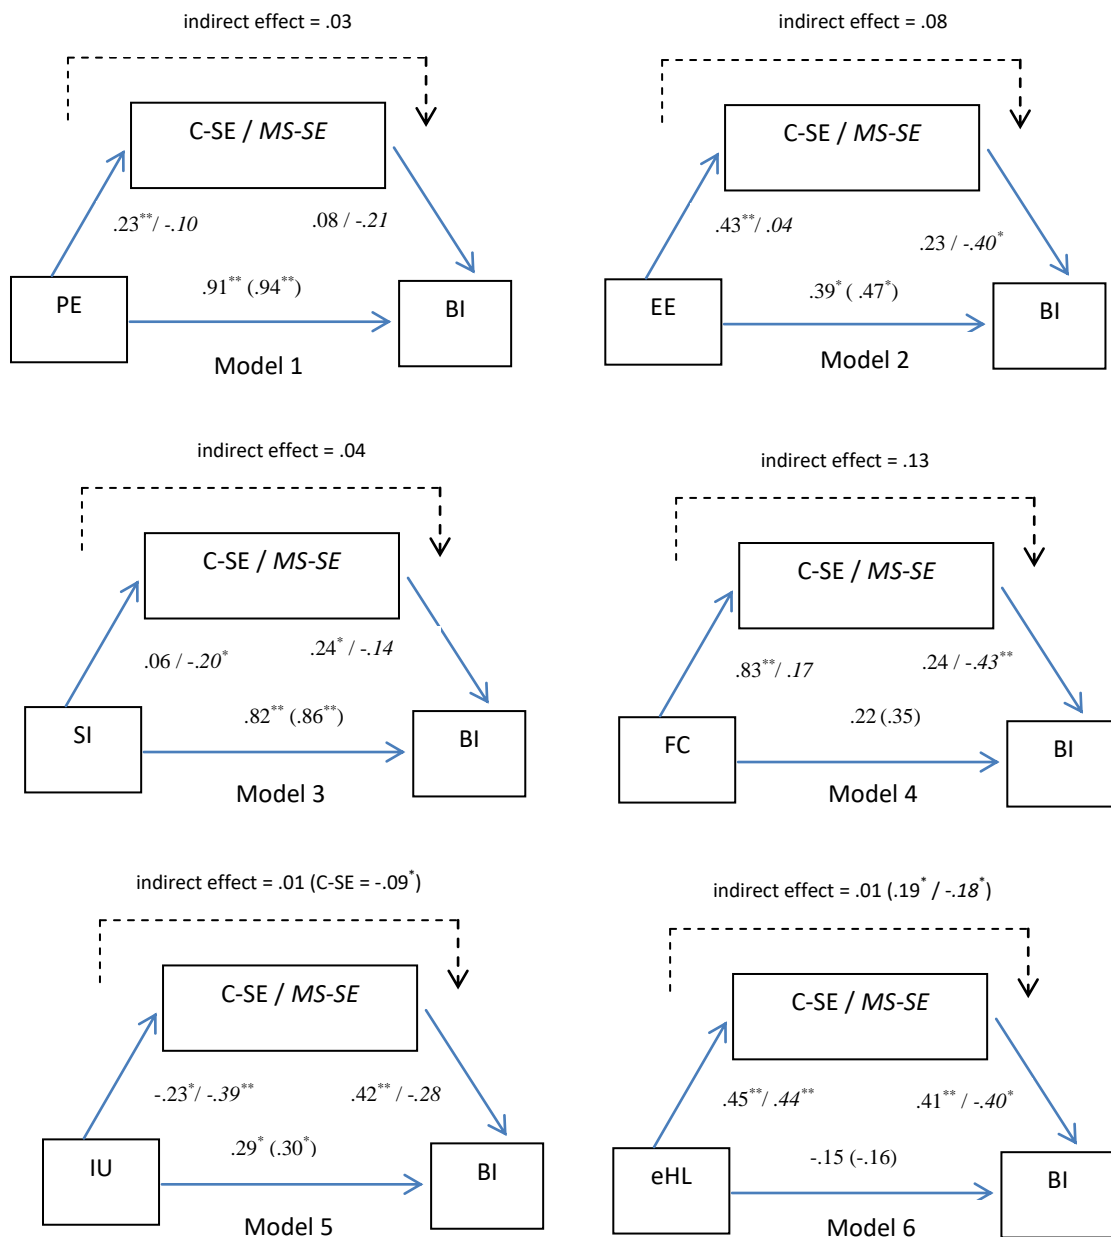 indirect effect = .03
C-SE / MS-SE
.23**/ -.10
.08 / -.21
.91** (.94**)
PE
BI
Model 1
indirect effect = .08
C-SE / MS-SE
.43**/ .04
.23 / -.40*
.39* ( .47*)
EE
BI
Model 2
indirect effect = .04
C-SE / MS-SE
.06 / -.20*
.24* / -.14
.82** (.86**)
SI
BI
Model 3
indirect effect = .13
C-SE / MS-SE
.83**/ .17
.24 / -.43**
.22 (.35)
FC
BI
Model 4
indirect effect = .01 (C-SE = -.09*)
C-SE / MS-SE
-.23*/ -.39**
.42** / -.28
.29* (.30*)
IU
BI
Model 5
indirect effect = .01 (.19* / -.18*)
C-SE / MS-SE
.45**/ .44**
.41** / -.40*
-.15 (-.16)
eHL
BI
Model 6